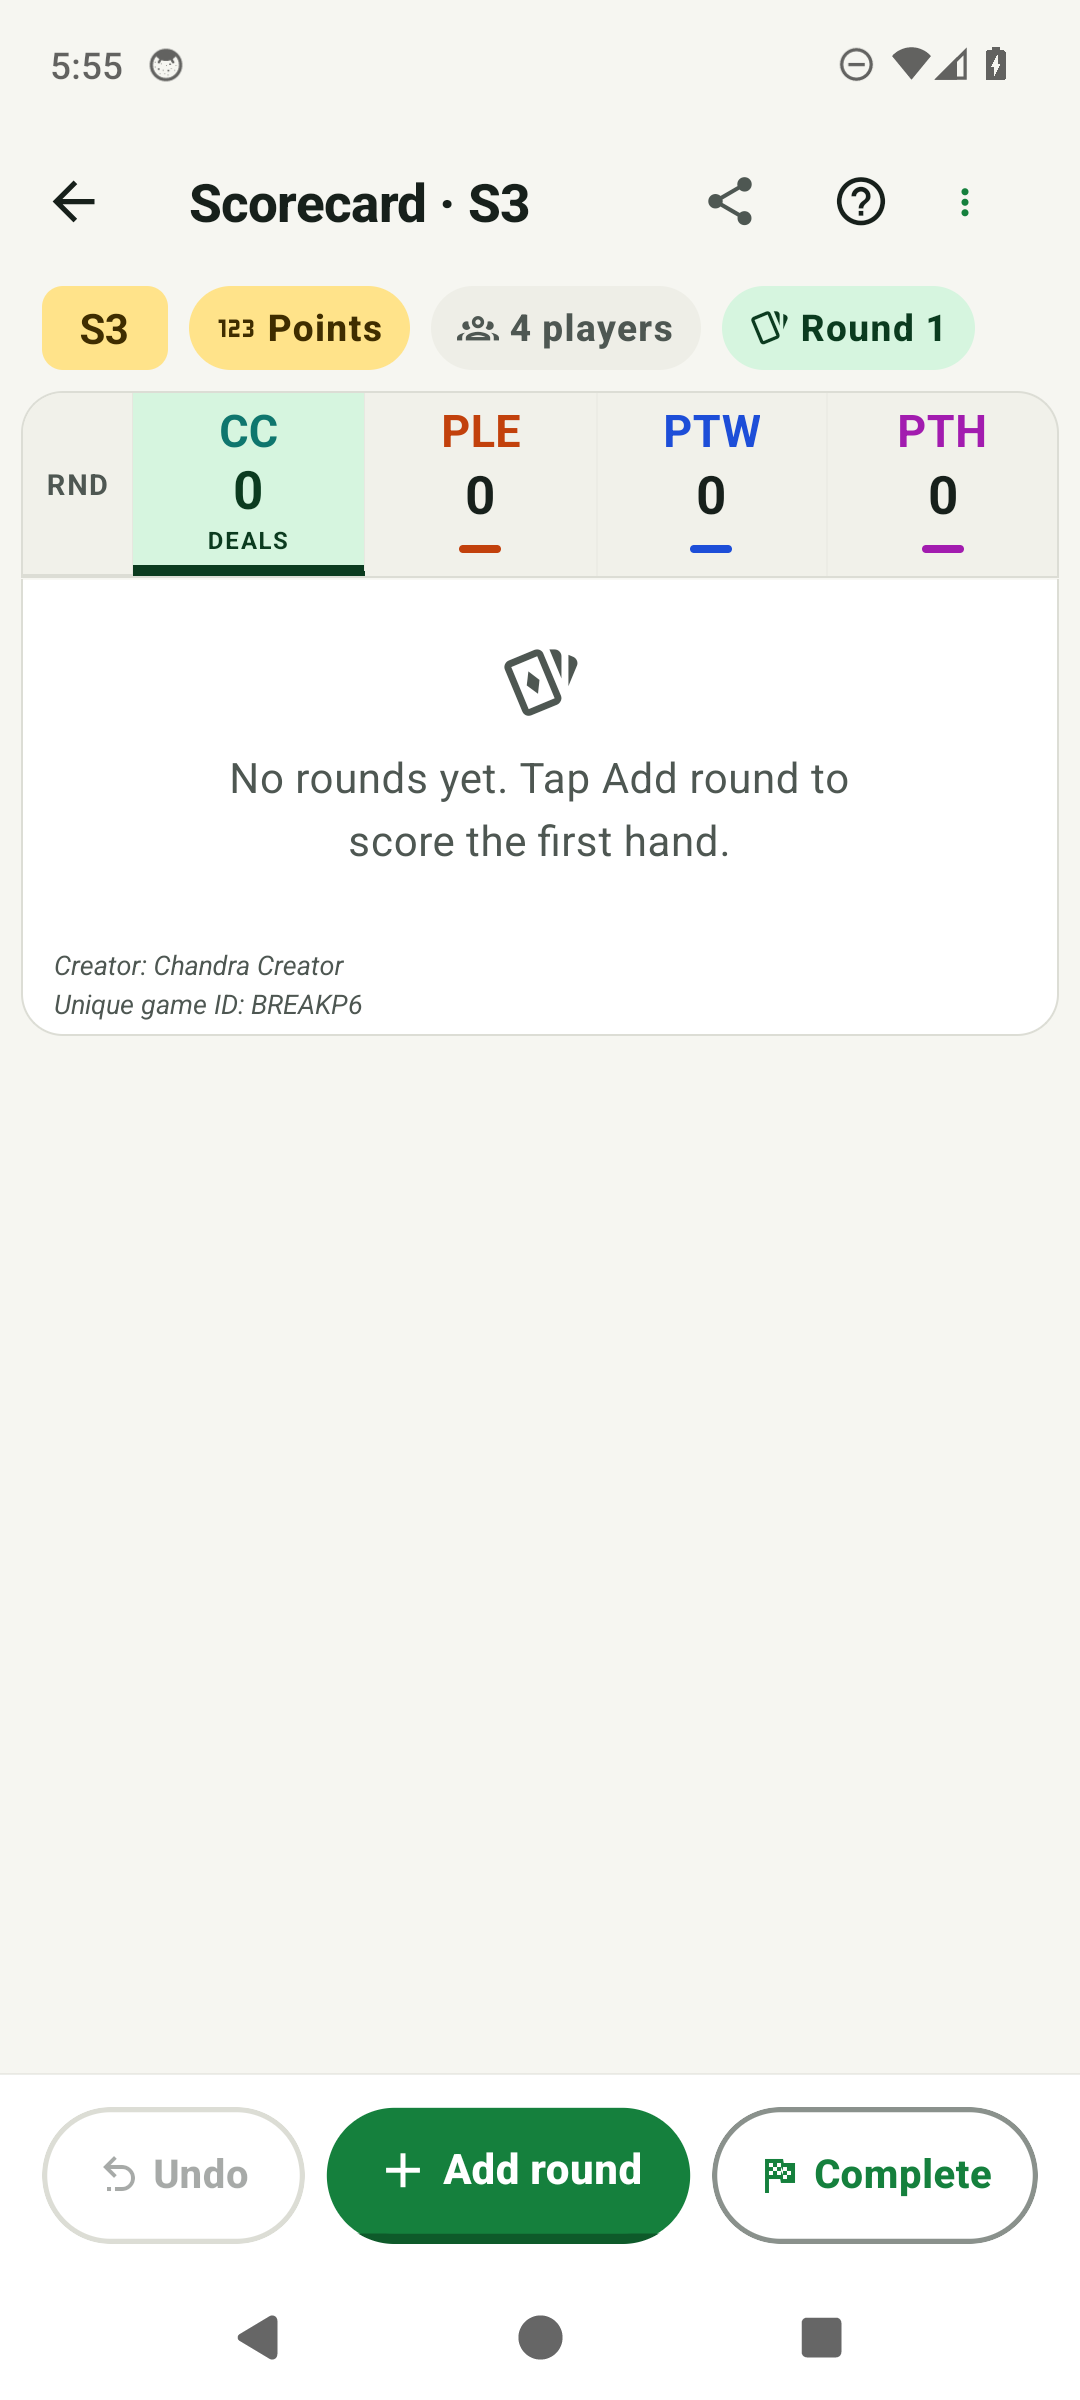 5:55
Scorecard · S3
S3
123 Points
4 players
Round 1
RND
CC
0
DEALS
PLE
0
PTW
0
PTH
0
No rounds yet. Tap Add round to
score the first hand.
Creator: Chandra Creator
Unique game ID: BREAKP6
Undo
+ Add round
Complete